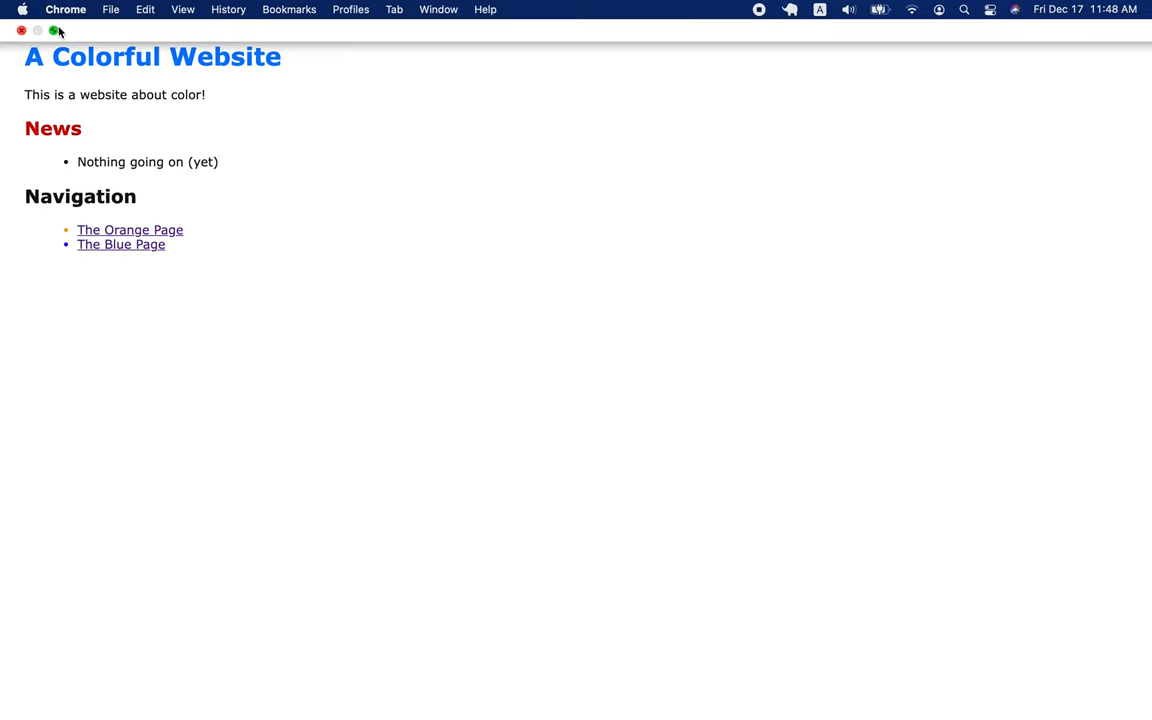 Chrome File Edit View History Bookmarks Profiles Tab Window Help A Fri Dec 17 11:48 AM
A Colorful Website
This is a website about color!
News
• Nothing going on (yet)
Navigation
• The Orange Page
• The Blue Page